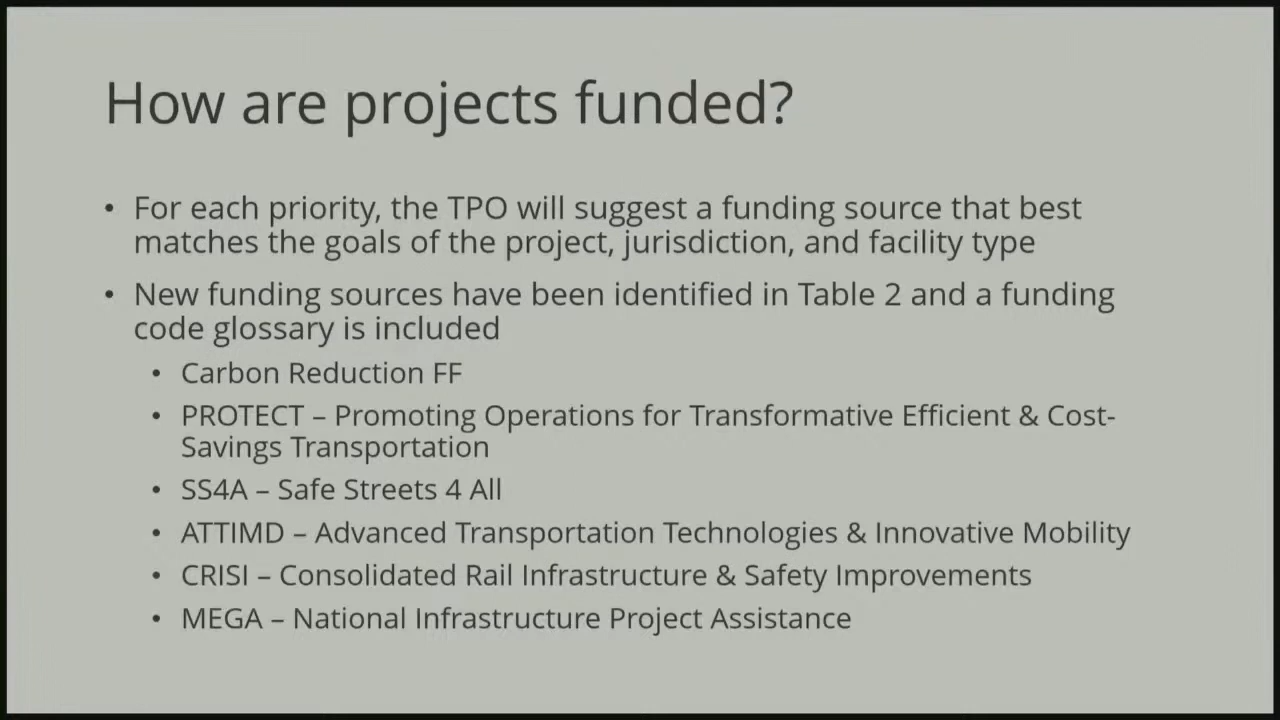 How are projects funded?
• For each priority, the TPO will suggest a funding source that best
matches the goals of the project, jurisdiction, and facility type
• New funding sources have been identified in Table 2 and a funding
code glossary is included
• Carbon Reduction FF
• PROTECT – Promoting Operations for Transformative Efficient & Cost-
Savings Transportation
• SS4A – Safe Streets 4 All
• ATTIMD – Advanced Transportation Technologies & Innovative Mobility
• CRISI – Consolidated Rail Infrastructure & Safety Improvements
• MEGA – National Infrastructure Project Assistance